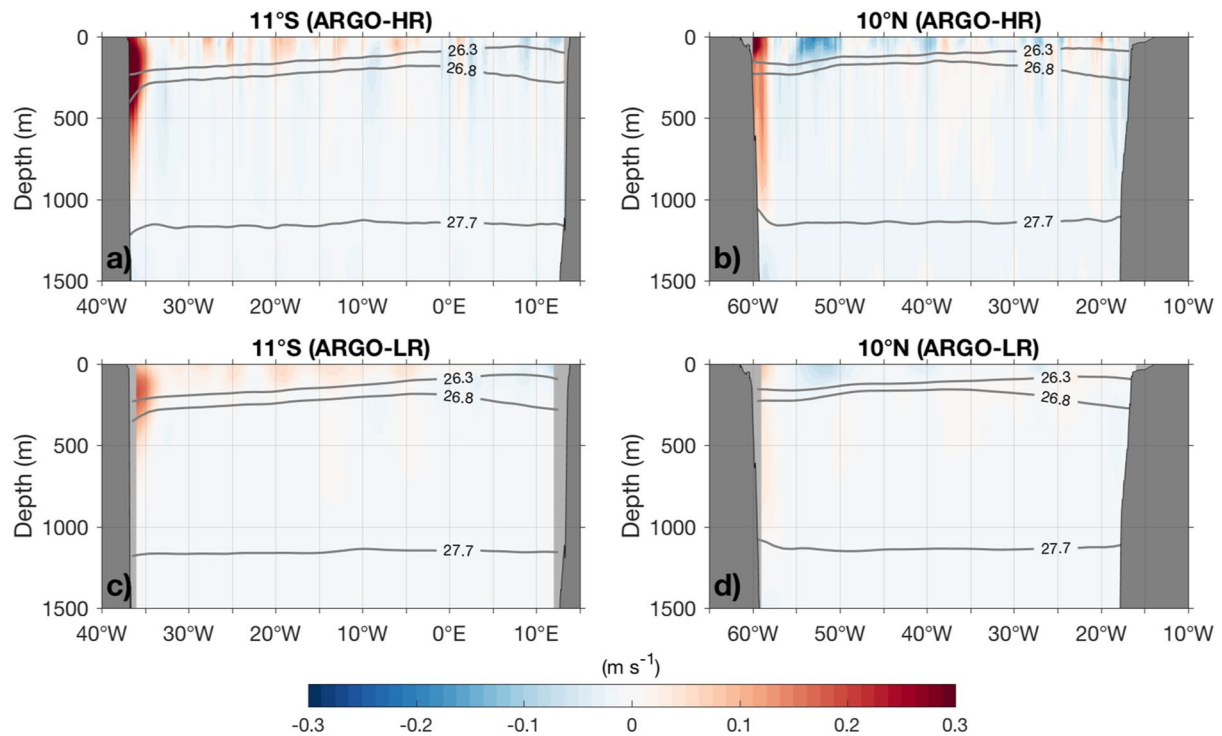 11°S (ARGO-HR)
10°N (ARGO-HR)
0
500
1000
1500
Depth (m)
26.3
26.8
27.7
a)
40°W 30°W 20°W 10°W 0°E 10°E
0
500
1000
1500
Depth (m)
26.3
26.8
27.7
b)
60°W 50°W 40°W 30°W 20°W 10°W
11°S (ARGO-LR)
10°N (ARGO-LR)
0
500
1000
1500
Depth (m)
26.3
26.8
27.7
c)
40°W 30°W 20°W 10°W 0°E 10°E
0
500
1000
1500
Depth (m)
26.3
26.8
27.7
d)
60°W 50°W 40°W 30°W 20°W 10°W
(m s⁻¹)
-0.3 -0.2 -0.1 0 0.1 0.2 0.3